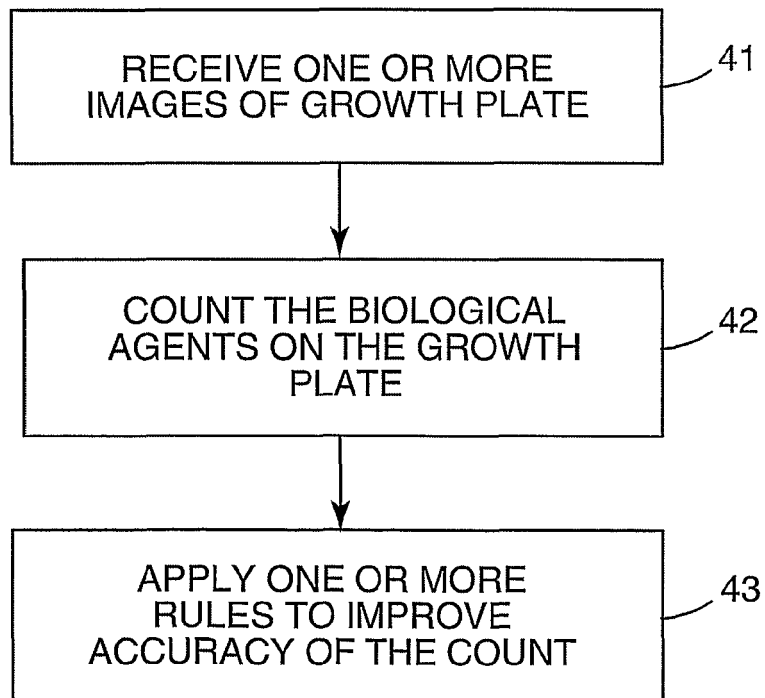 RECEIVE ONE OR MORE
IMAGES OF GROWTH PLATE
41
COUNT THE BIOLOGICAL
AGENTS ON THE GROWTH
PLATE
42
APPLY ONE OR MORE
RULES TO IMPROVE
ACCURACY OF THE COUNT
43